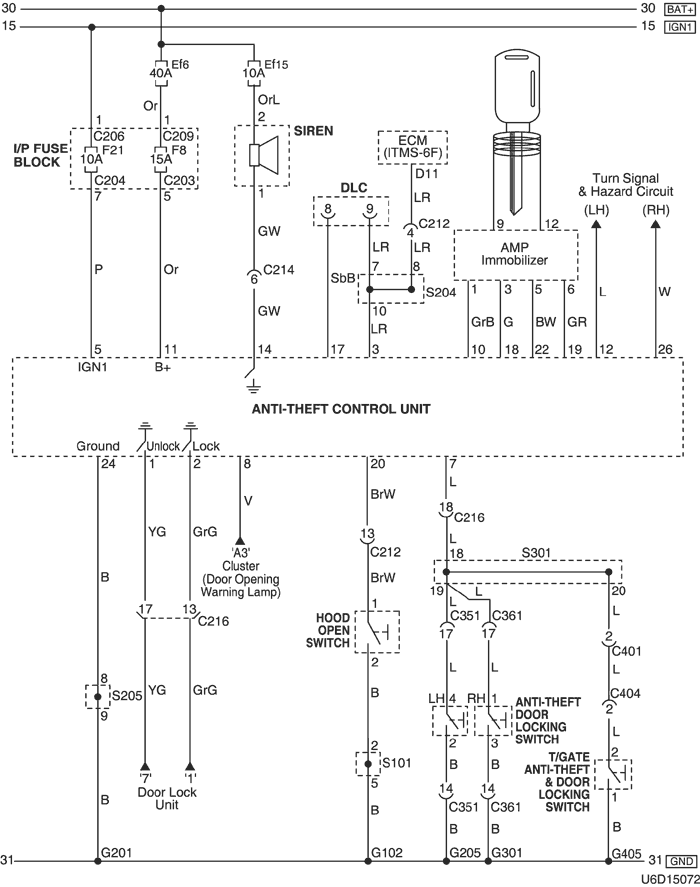 30 30 BAT+
15 15 IGN1
Ef6 Ef15
40A 10A
Or OrL
2
SIREN
1 1
C206 C209
I/P FUSE BLOCK
F21 F8
10A 15A
C204 C203
7 5 1
ECM
(ITMS-6F)
D11
DLC
LR
8 9
C212
4
GW
LR LR
9 12
AMP
Immobilizer
Turn Signal
& Hazard Circuit
(LH) (RH)
P Or
C214
6
7 8
SbB
S204
10
1 3 5 6
L W
GW
LR
GrB G BW GR
5 11 14 17 3 10 18 22 19 12 26
IGN1 B+
ANTI-THEFT CONTROL UNIT
Ground Unlock Lock
24 1 2 8 20 7
BrW L
V
18
C216
YG GrG
13
C212
L
'A3'
Cluster
(Door Opening
Warning Lamp)
18 S301
B
BrW
19 20
L L L
17 13
C216
1
C351 C361
17 17
HOOD
OPEN
SWITCH
2
2
C401
L L L
8
S205
9
YG GrG
B
C404
2
LH 4 RH 1
ANTI-THEFT
DOOR
LOCKING
SWITCH
2 3
L
2
S101
5
'7' '1'
Door Lock
Unit
B B
2
T/GATE
ANTI-THEFT
& DOOR
LOCKING
SWITCH
1
14 14
C351 C361
B B B B B
31 G201 G102 G205 G301 G405 31 GND
U6D15072